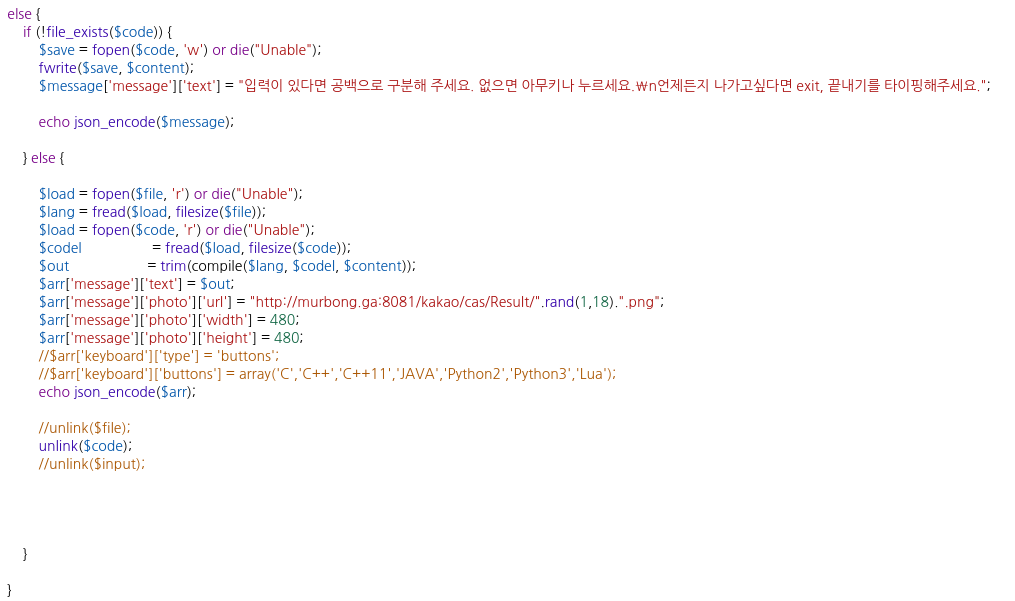 else {
    if (!file_exists($code)) {
        $save = fopen($code, 'w') or die("Unable");
        fwrite($save, $content);
        $message['message']['text'] = "입력이 있다면 공백으로 구분해 주세요. 없으면 아무키나 누르세요.₩n언제든지 나가고싶다면 exit, 끝내기를 타이핑해주세요.";
        echo json_encode($message);
    } else {
        $load = fopen($file, 'r') or die("Unable");
        $lang = fread($load, filesize($file));
        $load = fopen($code, 'r') or die("Unable");
        $codel                  = fread($load, filesize($code));
        $out                    = trim(compile($lang, $codel, $content));
        $arr['message']['text'] = $out;
        $arr['message']['photo']['url'] = "http://murbong.ga:8081/kakao/cas/Result/".rand(1,18).".png";
        $arr['message']['photo']['width'] = 480;
        $arr['message']['photo']['height'] = 480;
        //$arr['keyboard']['type'] = 'buttons';
        //$arr['keyboard']['buttons'] = array('C','C++','C++11','JAVA','Python2','Python3','Lua');
        echo json_encode($arr);
        //unlink($file);
        unlink($code);
        //unlink($input);
    }
}